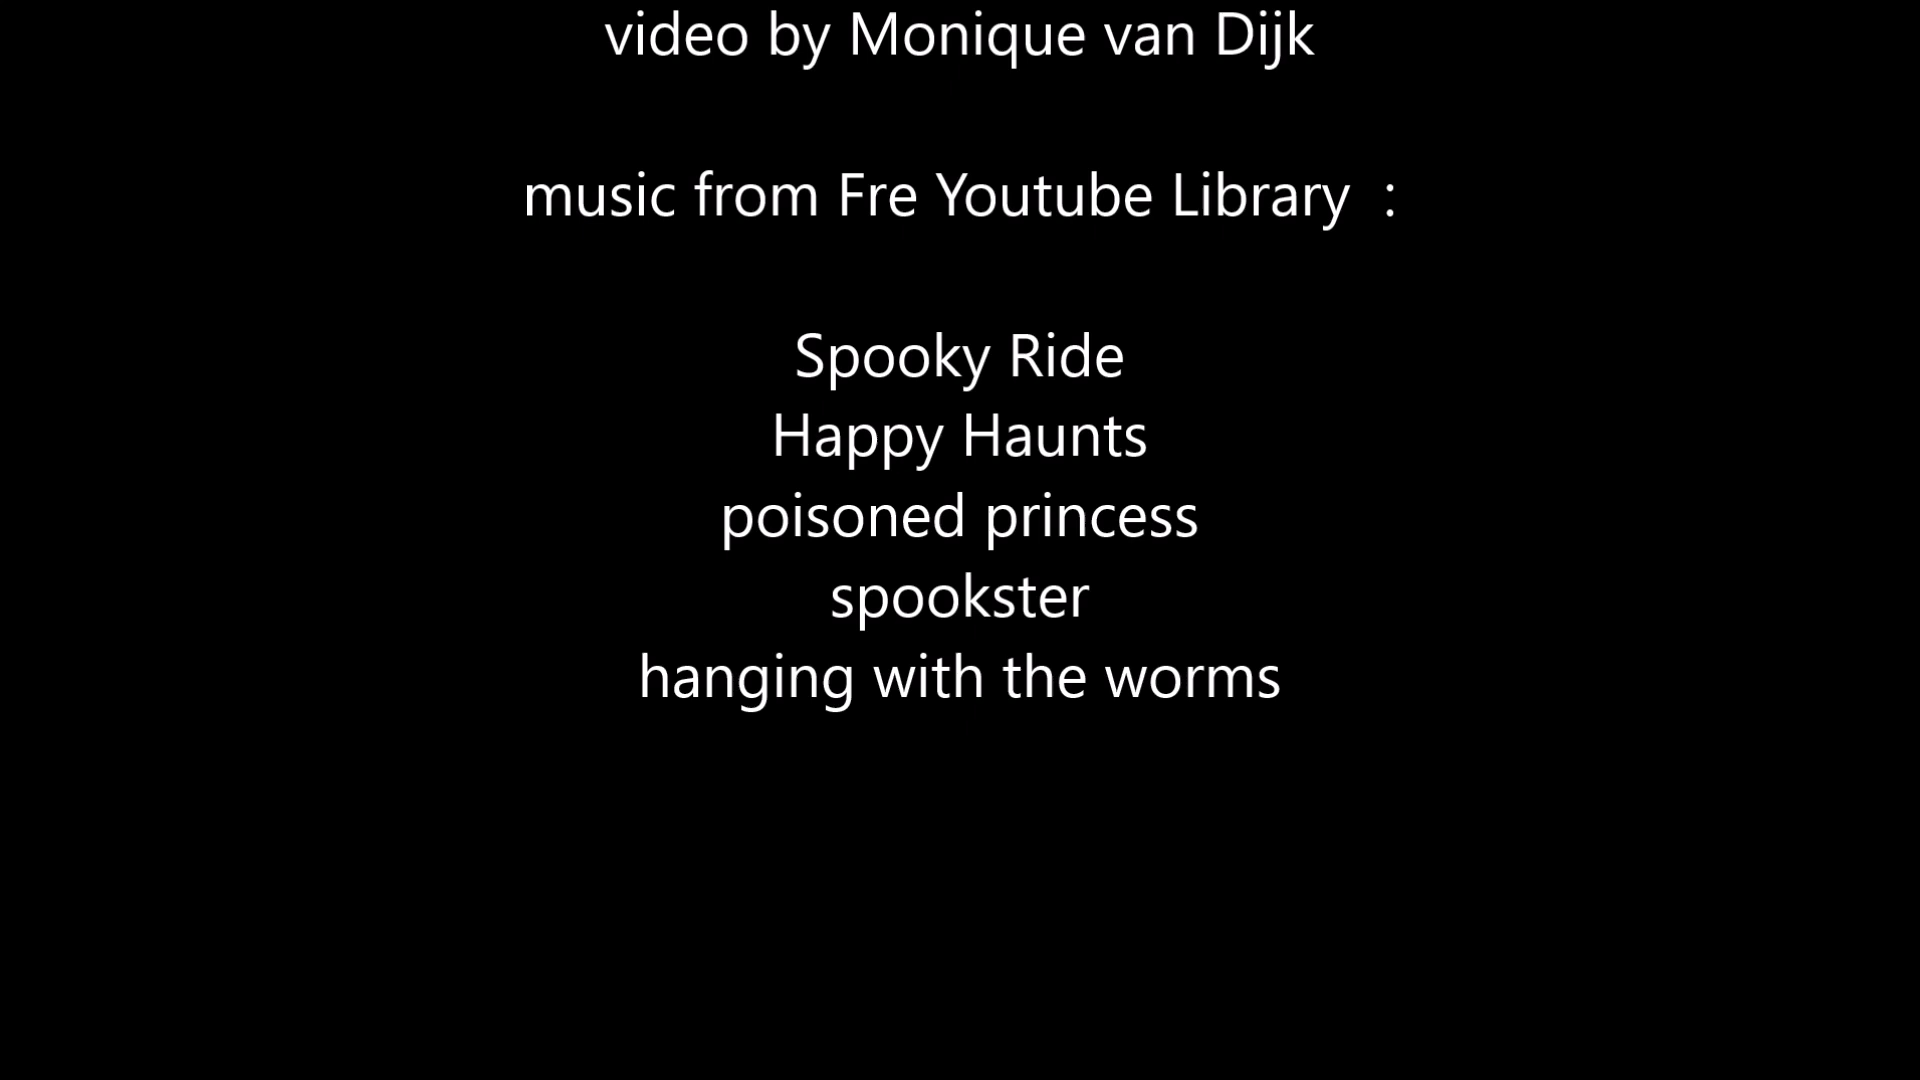 video by Monique van Dijk
music from Fre Youtube Library  :
Spooky Ride
Happy Haunts
poisoned princess
spookster
hanging with the worms